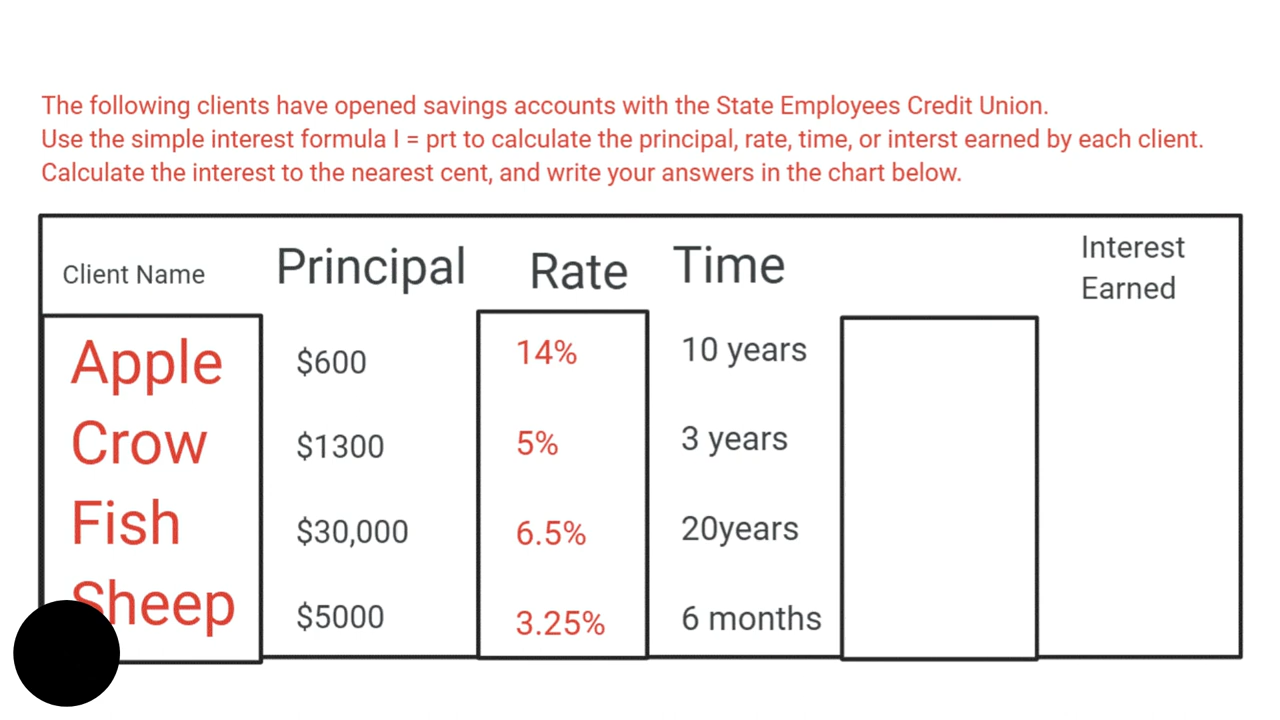 The following clients have opened savings accounts with the State Employees Credit Union.
Use the simple interest formula I = prt to calculate the principal, rate, time, or interst earned by each client.
Calculate the interest to the nearest cent, and write your answers in the chart below.
Client Name Principal Rate Time Interest
Earned
Apple $600 14% 10 years
Crow $1300 5% 3 years
Fish $30,000 6.5% 20years
Sheep $5000 3.25% 6 months